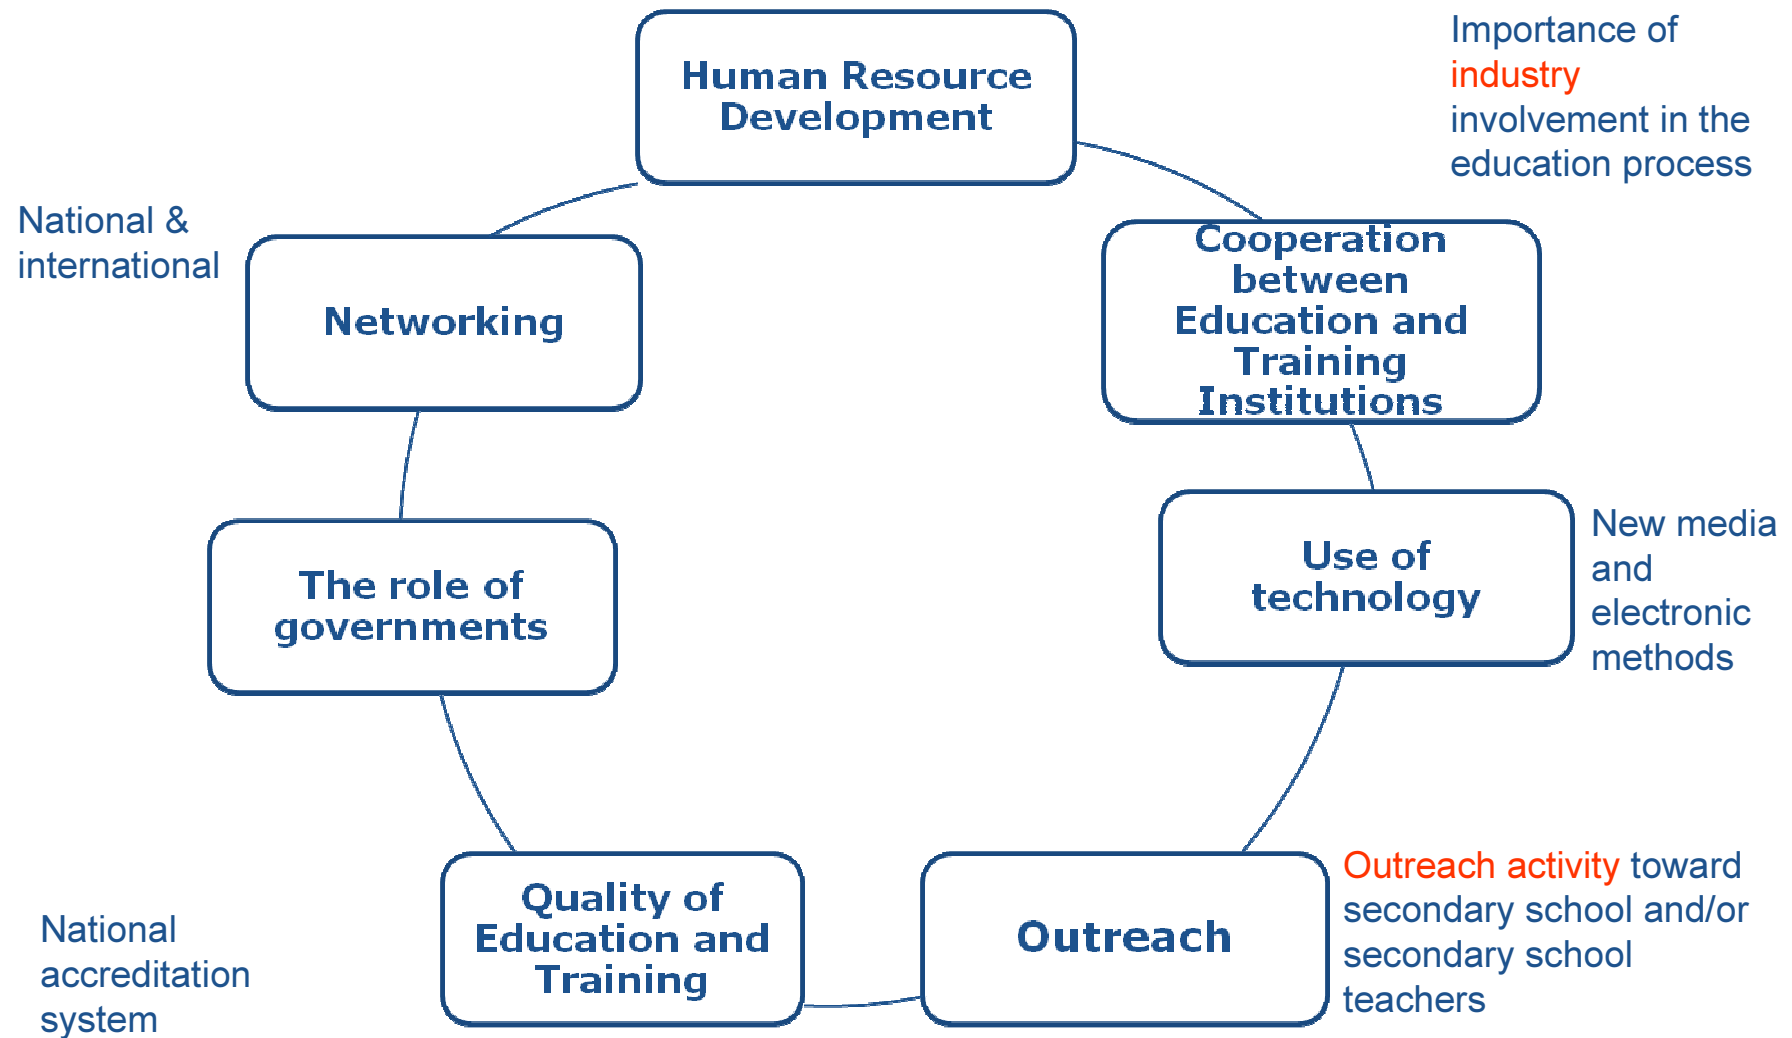 Human Resource
Development
Importance of
industry
involvement in the
education process
National &
international
Networking
Cooperation
between
Education and
Training
Institutions
The role of
governments
Use of
technology
New media
and
electronic
methods
Quality of
Education and
Training
Outreach
Outreach activity toward
secondary school and/or
secondary school
teachers
National
accreditation
system